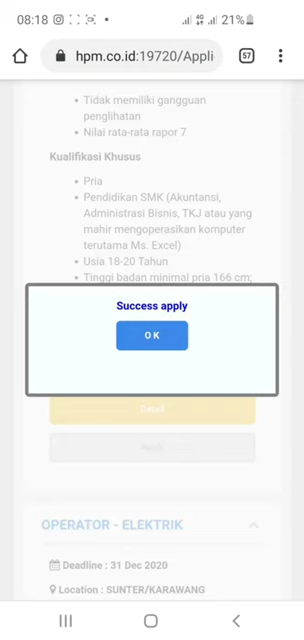 08:18 4G 21%
hpm.co.id:19720/Appli 57
Tidak memiliki gangguan
penglihatan
Nilai rata-rata rapor 7
Kualifikasi Khusus
Pria
Pendidikan SMK (Akuntansi,
Administrasi Bisnis, TKJ atau yang
mahir mengoperasikan komputer
terutama Ms. Excel)
Usia 18-20 Tahun
Tinggi badan minimal pria 166 cm;
Success apply
OK
Detail
OPERATOR - ELEKTRIK
Deadline : 31 Dec 2020
Location : SUNTER/KARAWANG